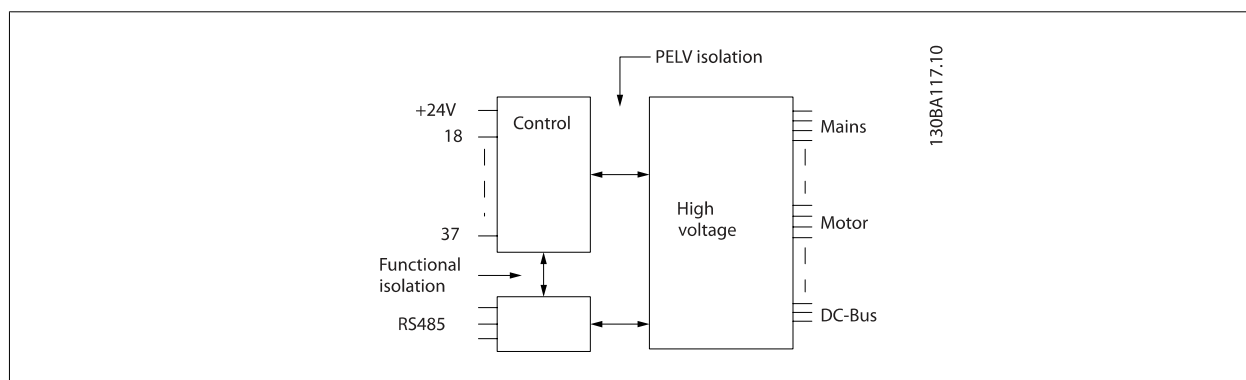 PELV isolation
130BA117.10
+24V
Control
Mains
18
High
voltage
Motor
37
Functional
isolation
RS485
DC-Bus